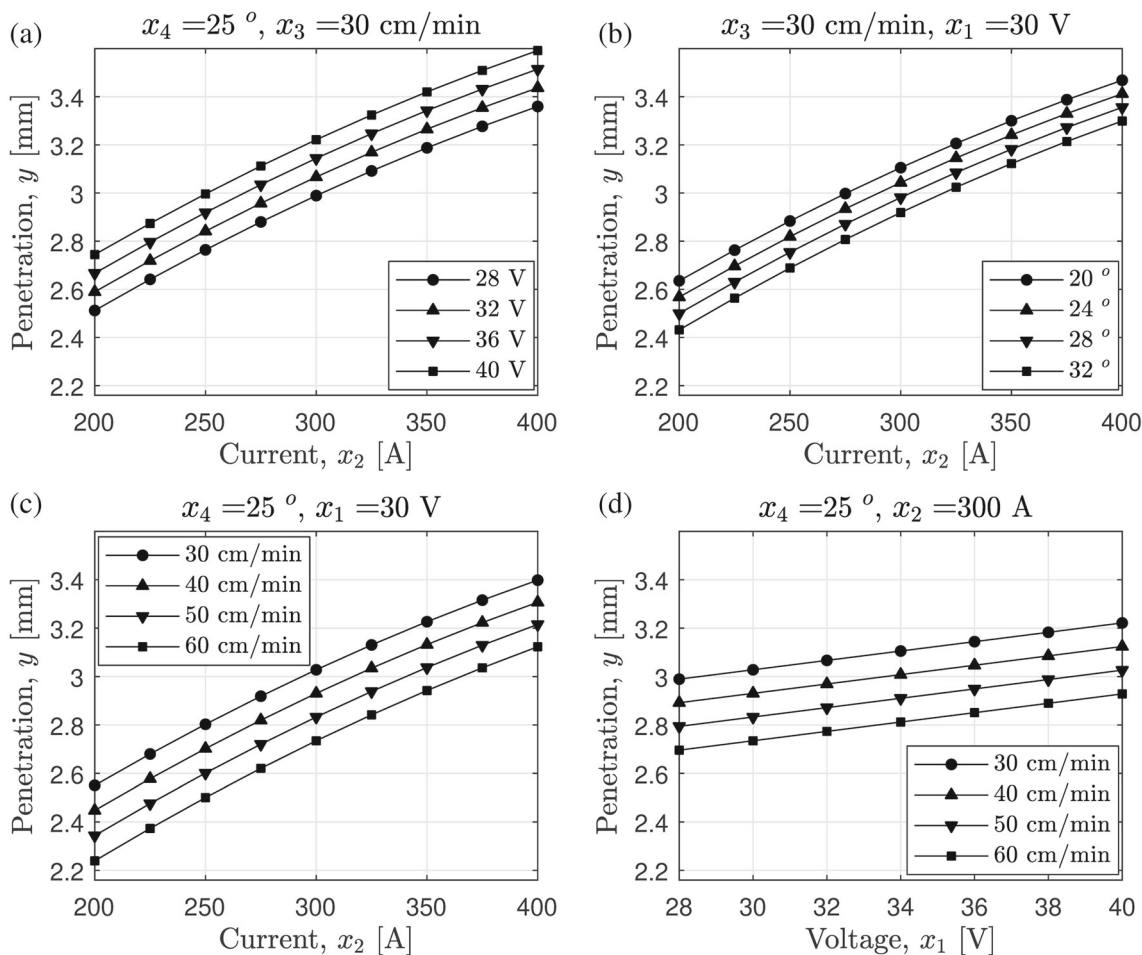 (a)
x₄ =25 °, x₃ =30 cm/min
Penetration, y [mm]
3.4
3.2
3
2.8
2.6
2.4
2.2
28 V
32 V
36 V
40 V
200 250 300 350 400
Current, x₂ [A]
(b)
x₃ =30 cm/min, x₁ =30 V
Penetration, y [mm]
3.4
3.2
3
2.8
2.6
2.4
2.2
20 °
24 °
28 °
32 °
200 250 300 350 400
Current, x₂ [A]
(c)
x₄ =25 °, x₁ =30 V
Penetration, y [mm]
3.4
3.2
3
2.8
2.6
2.4
2.2
30 cm/min
40 cm/min
50 cm/min
60 cm/min
200 250 300 350 400
Current, x₂ [A]
(d)
x₄ =25 °, x₂ =300 A
Penetration, y [mm]
3.4
3.2
3
2.8
2.6
2.4
2.2
30 cm/min
40 cm/min
50 cm/min
60 cm/min
28 30 32 34 36 38 40
Voltage, x₁ [V]